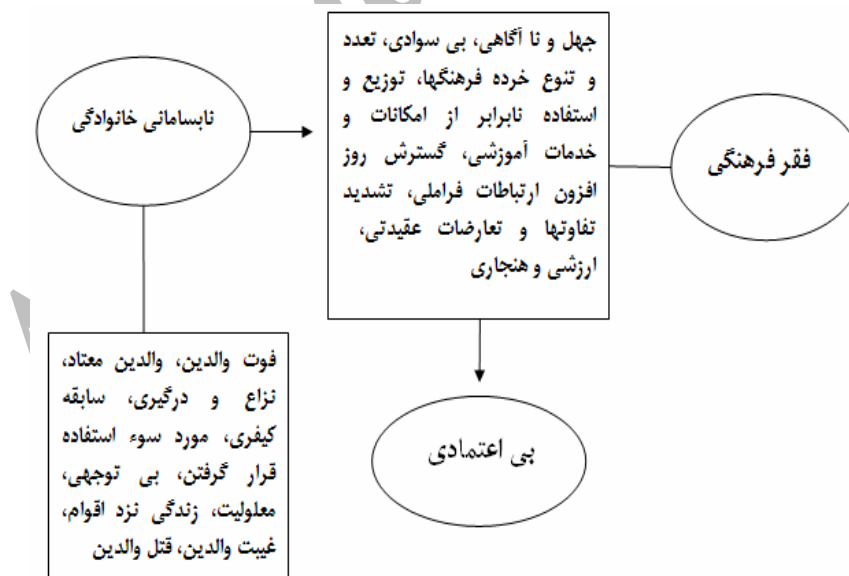 جهل و نا آگاهی، بی سوادی، تعدد
و تنوع خرده فرهنگها، توزیع و
استفاده نابرابر از امکانات و
خدمات آموزشی، گسترش روز
افزون ارتباطات فراملی، تشدید
تفاوتها و تعارضات عقیدتی،
ارزشی و هنجاری
فقر فرهنگی
نابسامانی خانوادگی
فوت والدین، والدین معتاد،
نزاع و درگیری، سابقه
کیفری، مورد سوء استفاده
قرار گرفتن، بی توجهی،
معلولیت، زندگی نزد اقوام،
غیبت والدین، قتل والدین
بی اعتمادی